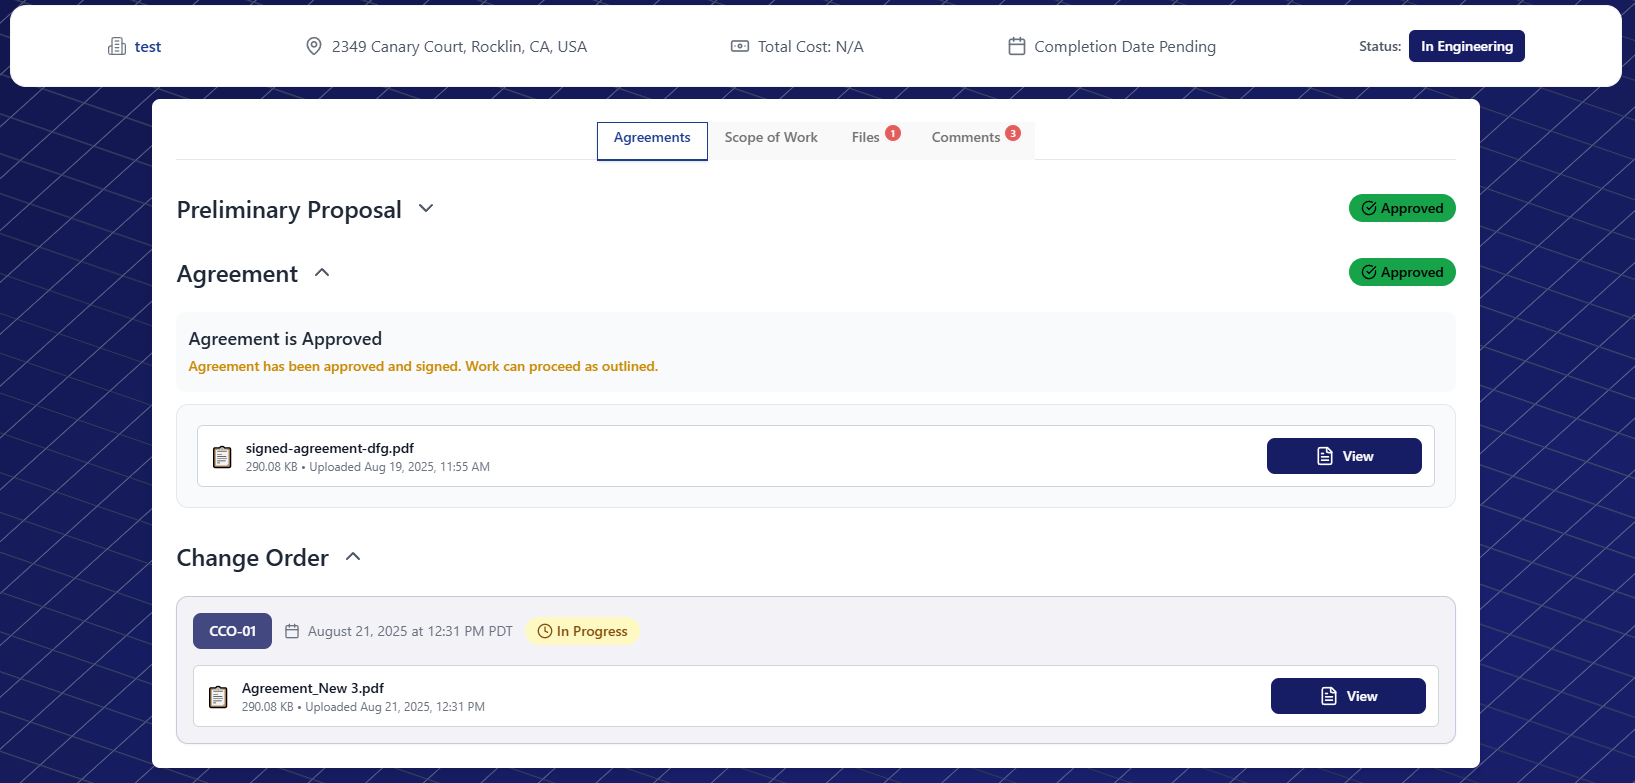 test
2349 Canary Court, Rocklin, CA, USA
Total Cost: N/A
Completion Date Pending
Status: In Engineering
Agreements
Scope of Work
Files 1
Comments 3
Preliminary Proposal
Approved
Agreement
Approved
Agreement is Approved
Agreement has been approved and signed. Work can proceed as outlined.
signed-agreement-dfg.pdf
290.08 KB • Uploaded Aug 19, 2025, 11:55 AM
View
Change Order
CCO-01
August 21, 2025 at 12:31 PM PDT
In Progress
Agreement_New 3.pdf
290.08 KB • Uploaded Aug 21, 2025, 12:31 PM
View